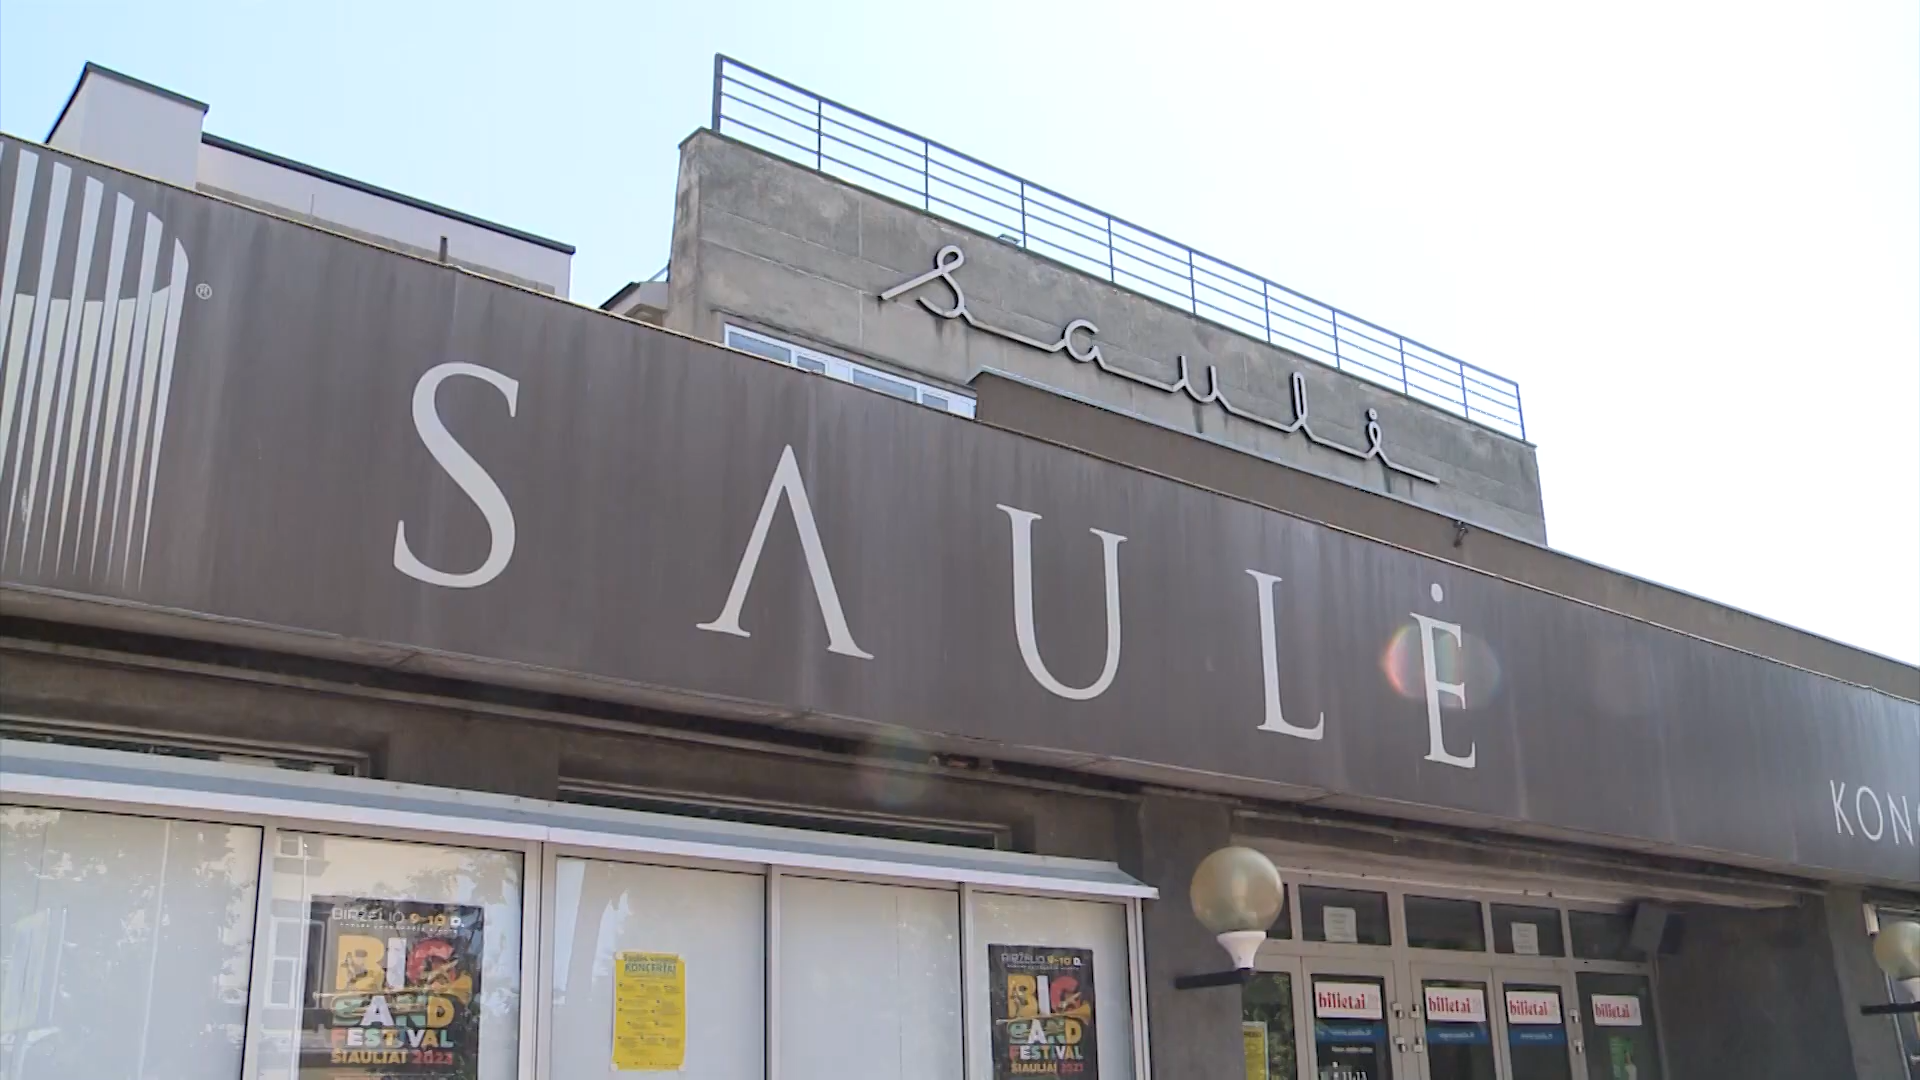 saulė
®
SAULĖ
KON
BIRŽELIO 9-10 D.
BIG
BAND
FESTIVAL
ŠIAULIAI 2023
KONCERTAI
BIRŽELIO 9-10 D.
BIG
BAND
FESTIVAL
ŠIAULIAI 2023
bilietai
bilietai
bilietai
bilietai